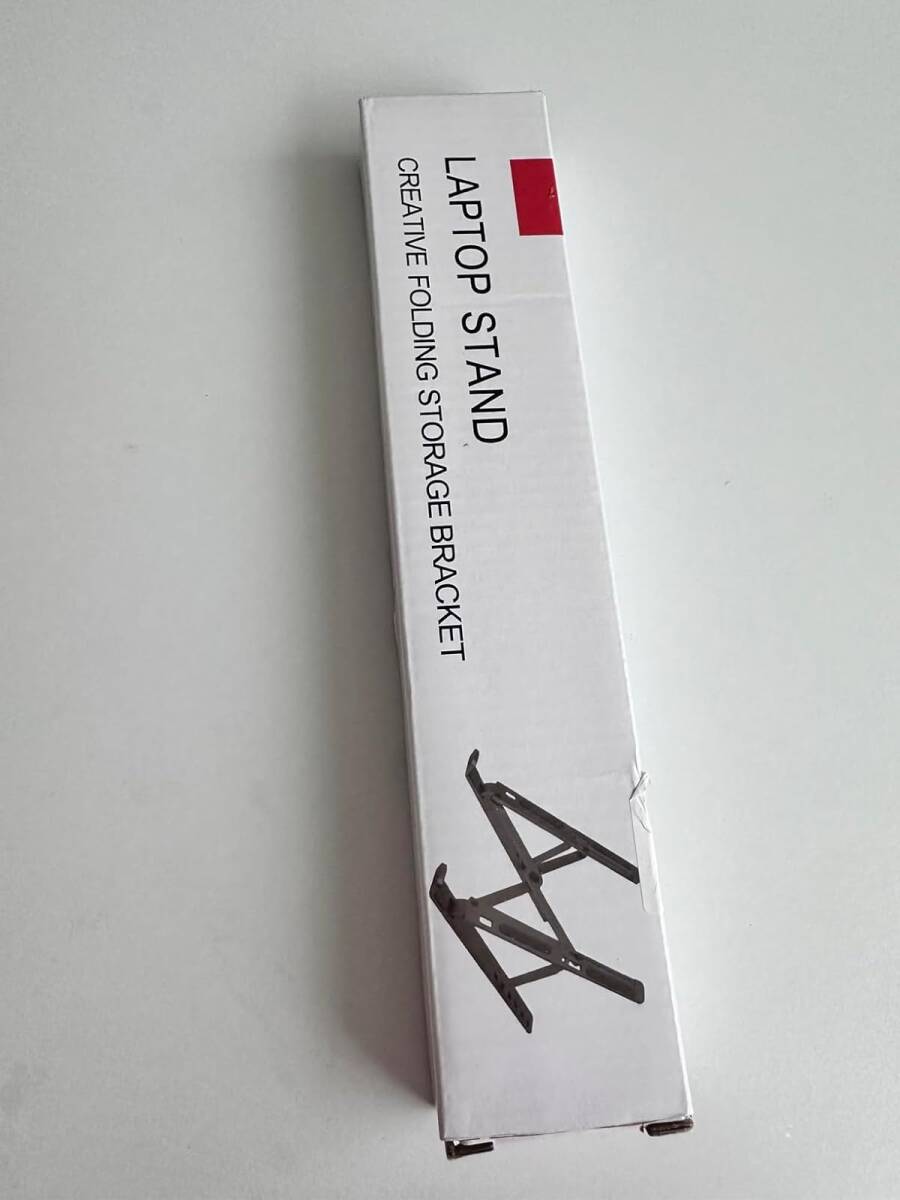 LAPTOP STAND
CREATIVE FOLDING STORAGE BRACKET